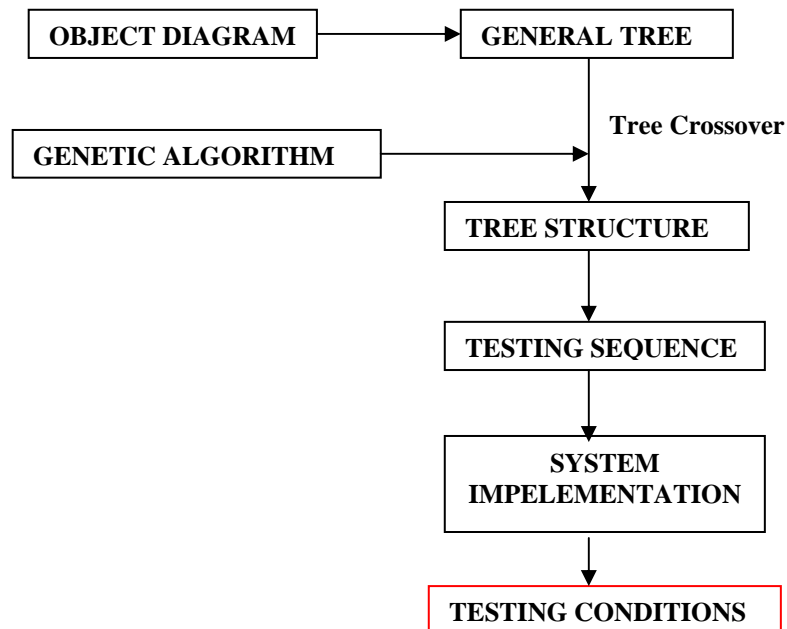 OBJECT DIAGRAM
GENERAL TREE
Tree Crossover
GENETIC ALGORITHM
TREE STRUCTURE
TESTING SEQUENCE
SYSTEM
IMPELEMENTATION
TESTING CONDITIONS